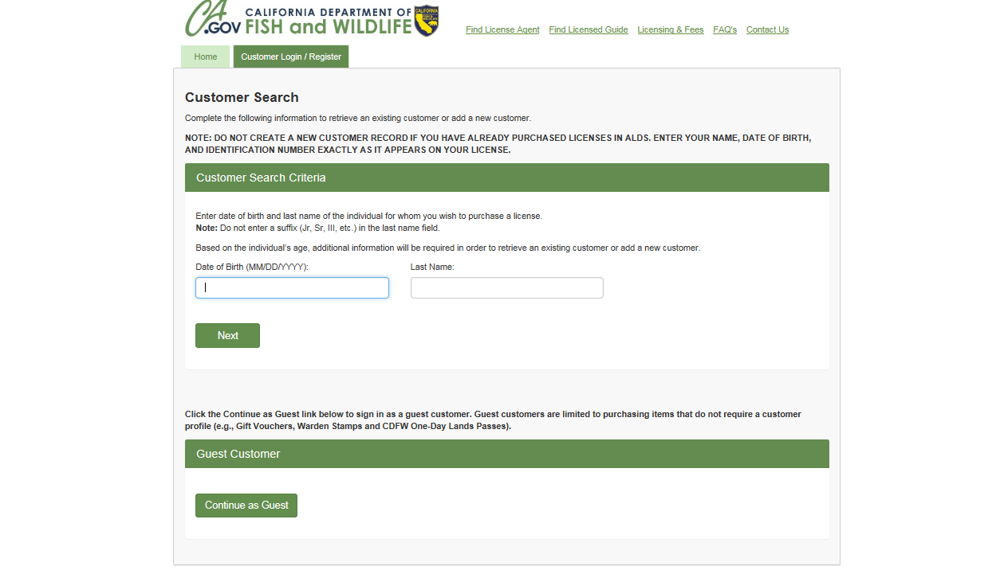 CA.GOV CALIFORNIA DEPARTMENT OF
FISH and WILDLIFE
CALIFORNIA
Find License Agent Find Licensed Guide Licensing & Fees FAQ's Contact Us
Home Customer Login / Register
Customer Search
Complete the following information to retrieve an existing customer or add a new customer.
NOTE: DO NOT CREATE A NEW CUSTOMER RECORD IF YOU HAVE ALREADY PURCHASED LICENSES IN ALDS. ENTER YOUR NAME, DATE OF BIRTH,
AND IDENTIFICATION NUMBER EXACTLY AS IT APPEARS ON YOUR LICENSE.
Customer Search Criteria
Enter date of birth and last name of the individual for whom you wish to purchase a license.
Note: Do not enter a suffix (Jr, Sr, III, etc.) in the last name field.
Based on the individual's age, additional information will be required in order to retrieve an existing customer or add a new customer.
Date of Birth (MM/DD/YYYY): Last Name:
Next
Click the Continue as Guest link below to sign in as a guest customer. Guest customers are limited to purchasing items that do not require a customer
profile (e.g., Gift Vouchers, Warden Stamps and CDFW One-Day Lands Passes).
Guest Customer
Continue as Guest